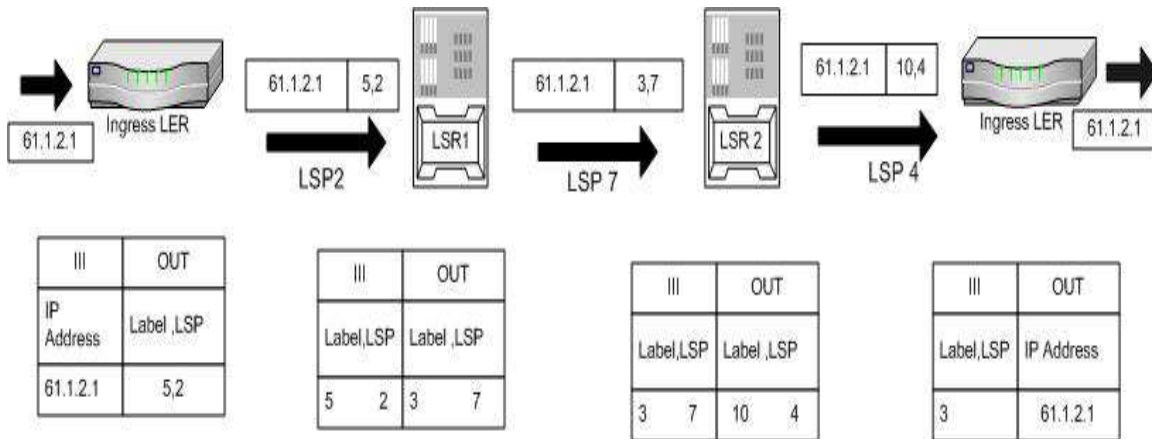 61.1.2.1
Ingress LER
61.1.2.1 5,2
LSP2
LSR1
61.1.2.1 3,7
LSP 7
LSR 2
61.1.2.1 10,4
LSP 4
Ingress LER
61.1.2.1
III OUT
IP Address Label ,LSP
61.1.2.1 5,2
III OUT
Label,LSP Label ,LSP
5 2 3 7
III OUT
Label,LSP Label ,LSP
3 7 10 4
III OUT
Label,LSP IP Address
3 61.1.2.1